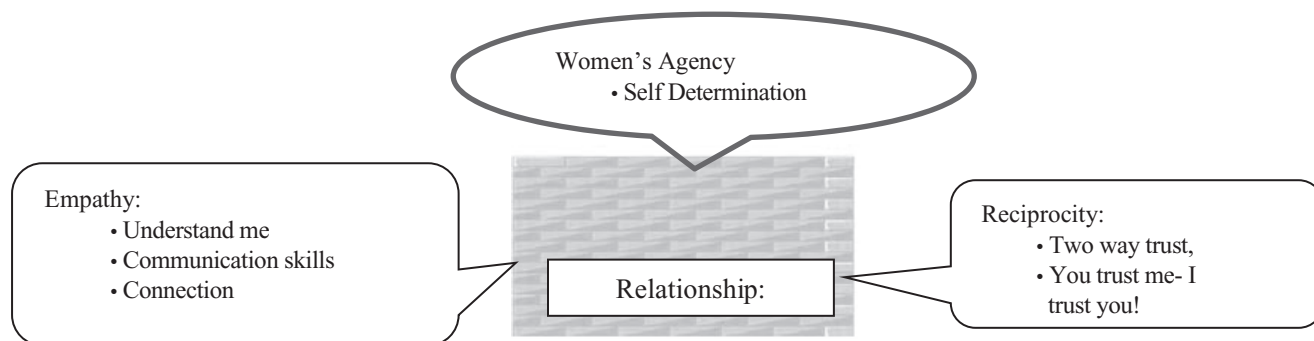 Women’s Agency
• Self Determination
Empathy:
• Understand me
• Communication skills
• Connection
Relationship:
Reciprocity:
• Two way trust,
• You trust me- I
trust you!